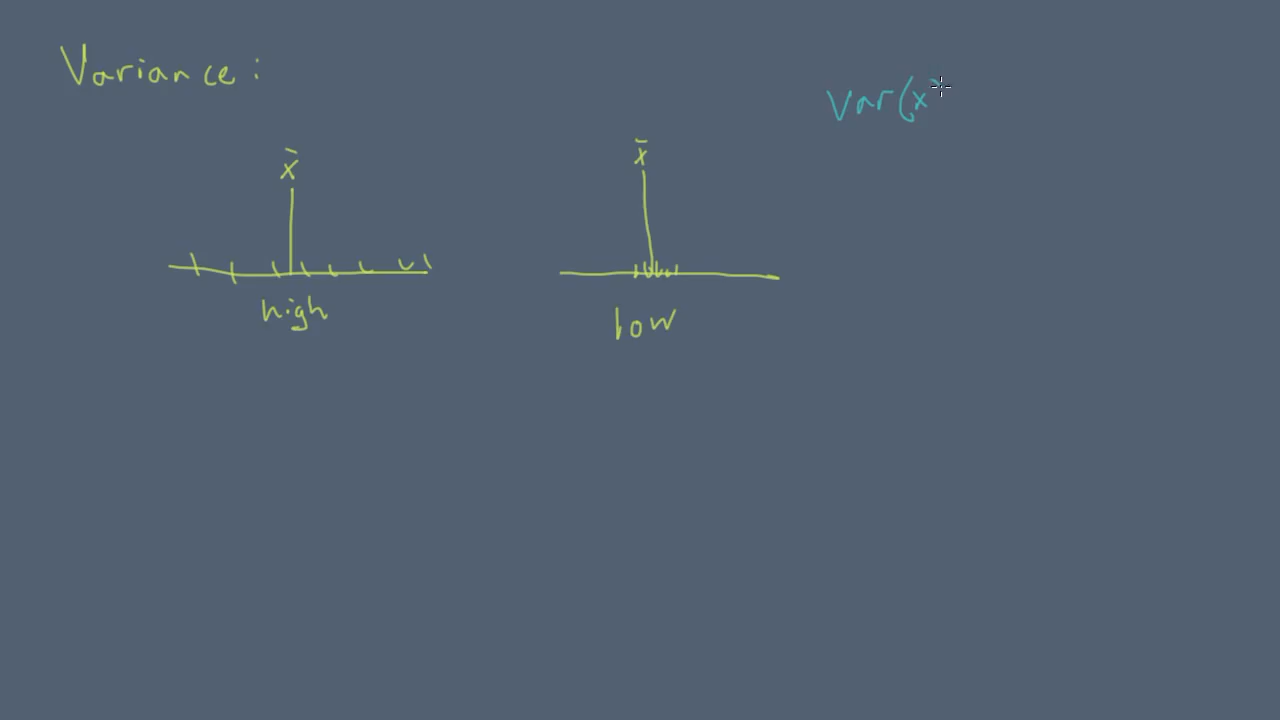 Variance:
Var(x
x̄
x̄
high
low